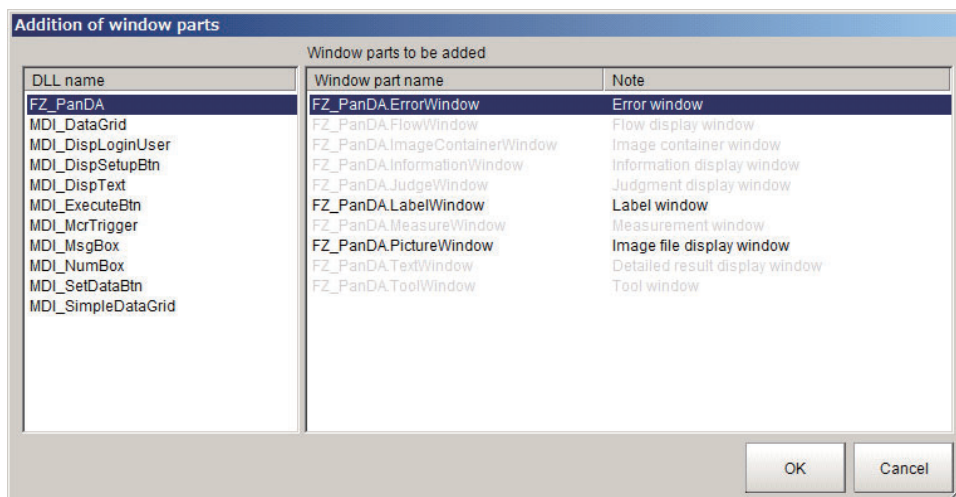 Addition of window parts
Window parts to be added
DLL name
FZ_PanDA
MDI_DataGrid
MDI_DispLoginUser
MDI_DispSetupBtn
MDI_DispText
MDI_ExecuteBtn
MDI_McrTrigger
MDI_MsgBox
MDI_NumBox
MDI_SetDataBtn
MDI_SimpleDataGrid
Window part name Note
FZ_PanDA.ErrorWindow Error window
FZ_PanDA.FlowWindow Flow display window
FZ_PanDA.ImageContainerWindow Image container window
FZ_PanDA.InformationWindow Information display window
FZ_PanDA.JudgeWindow Judgment display window
FZ_PanDA.LabelWindow Label window
FZ_PanDA.MeasureWindow Measurement window
FZ_PanDA.PictureWindow Image file display window
FZ_PanDA.TextWindow Detailed result display window
FZ_PanDA.ToolWindow Tool window
OK Cancel